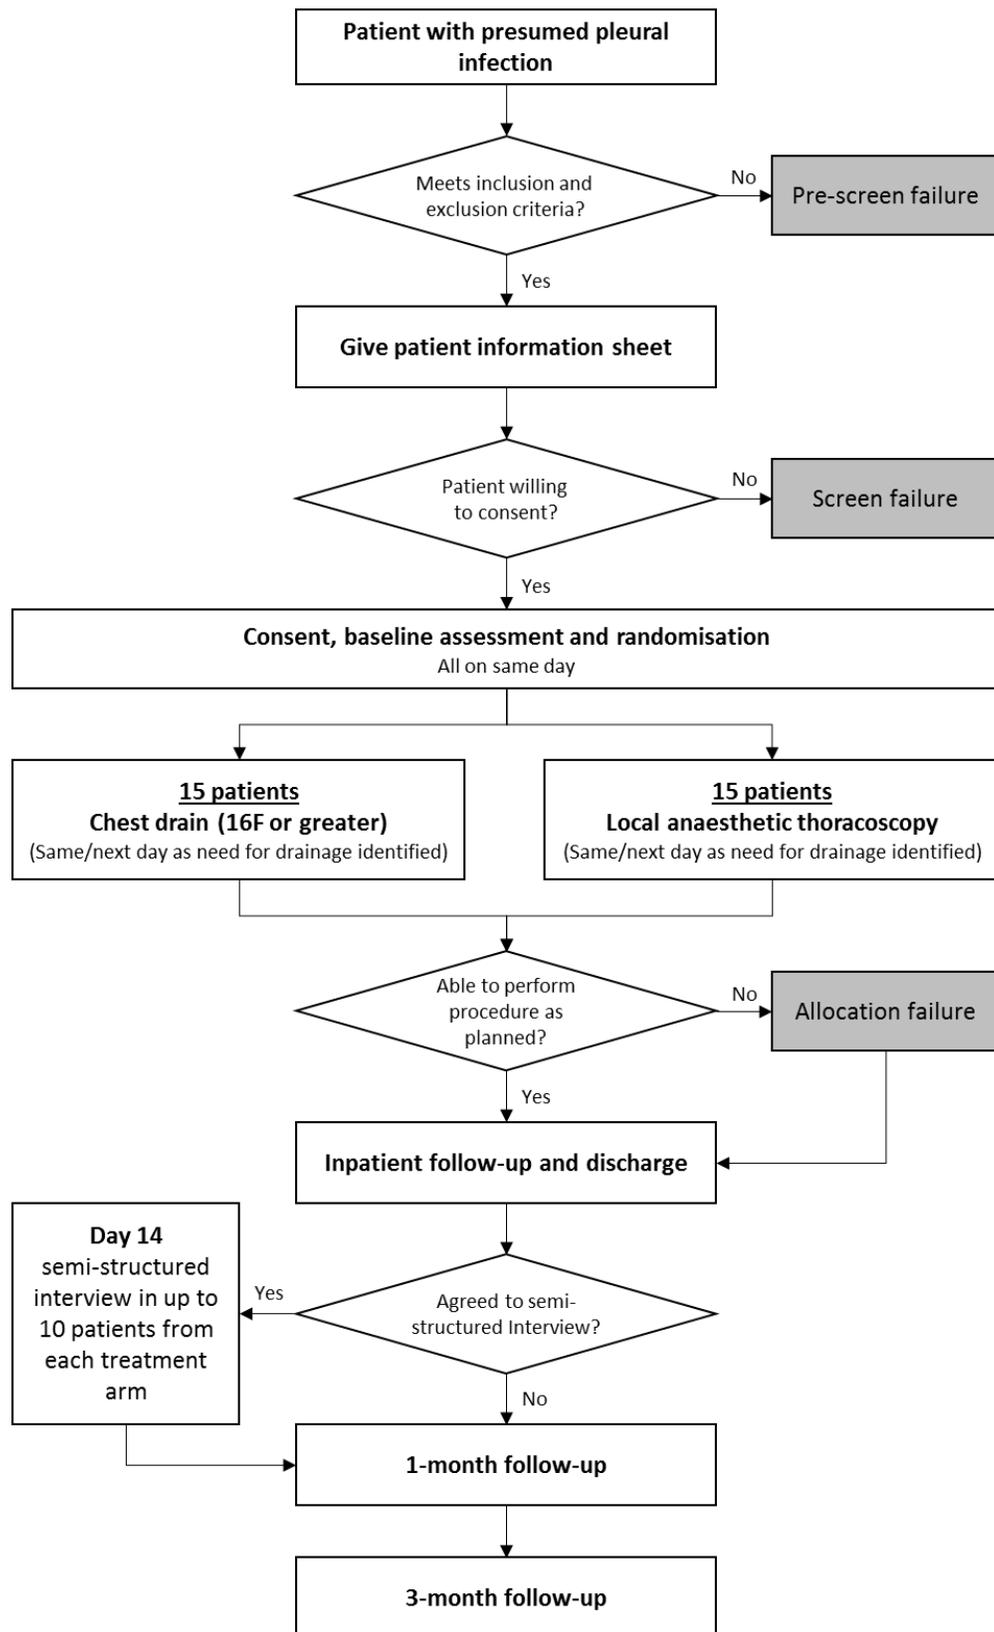 Patient with presumed pleural
infection
Meets inclusion and
exclusion criteria?
No
Pre-screen failure
Yes
Give patient information sheet
Patient willing
to consent?
No
Screen failure
Yes
Consent, baseline assessment and randomisation
All on same day
15 patients
Chest drain (16F or greater)
(Same/next day as need for drainage identified)
15 patients
Local anaesthetic thoracoscopy
(Same/next day as need for drainage identified)
Able to perform
procedure as
planned?
No
Allocation failure
Yes
Inpatient follow-up and discharge
Agreed to semi-
structured Interview?
Yes
Day 14
semi-structured
interview in up to
10 patients from
each treatment
arm
No
1-month follow-up
3-month follow-up